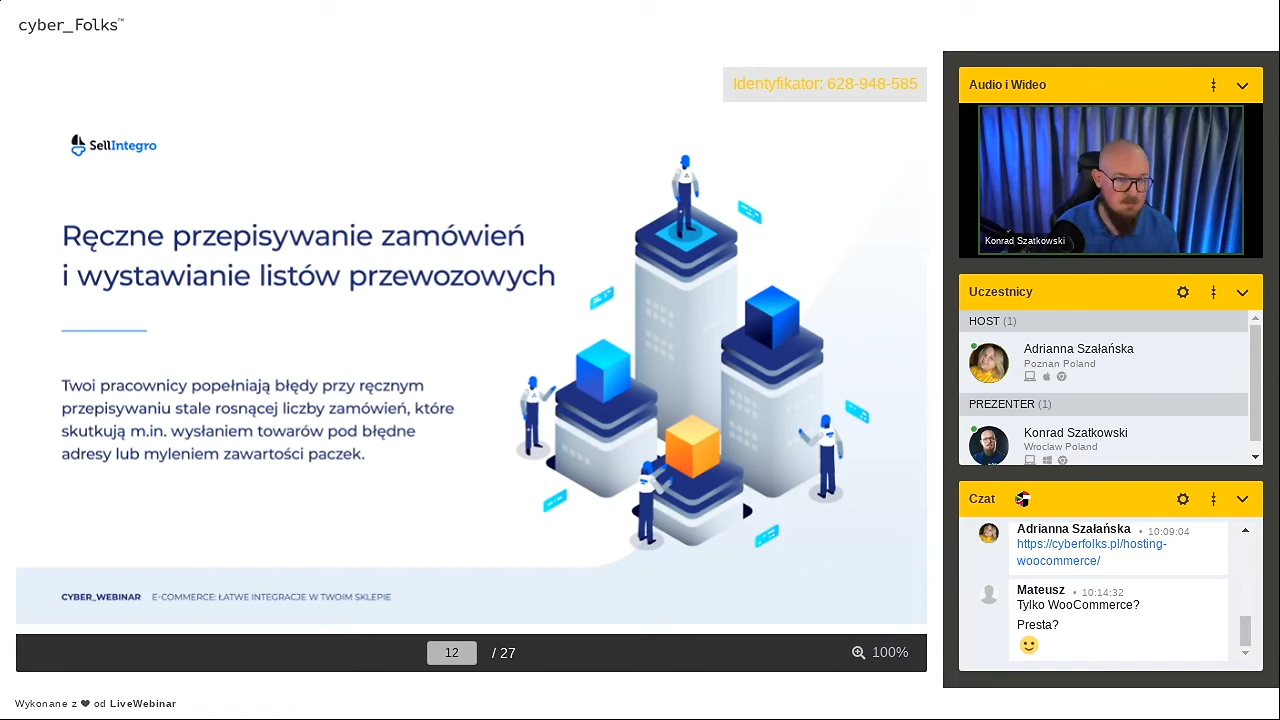 cyber_Folks™
Identyfikator: 628-948-585
SellIntegro
Ręczne przepisywanie zamówień
i wystawianie listów przewozowych
Twoi pracownicy popełniają błędy przy ręcznym
przepisywaniu stale rosnącej liczby zamówień, które
skutkują m.in. wysłaniem towarów pod błędne
adresy lub myleniem zawartości paczek.
CYBER_WEBINAR E-COMMERCE: ŁATWE INTEGRACJE W TWOIM SKLEPIE
12 / 27
100%
Wykonane z ❤ od LiveWebinar
Audio i Wideo
Konrad Szatkowski
Uczestnicy
HOST (1)
Adrianna Szałańska
Poznan Poland
PREZENTER (1)
Konrad Szatkowski
Wroclaw Poland
Czat
Adrianna Szałańska • 10:09:04
https://cyberfolks.pl/hosting-
woocommerce/
Mateusz • 10:14:32
Tylko WooCommerce?
Presta?
🙂